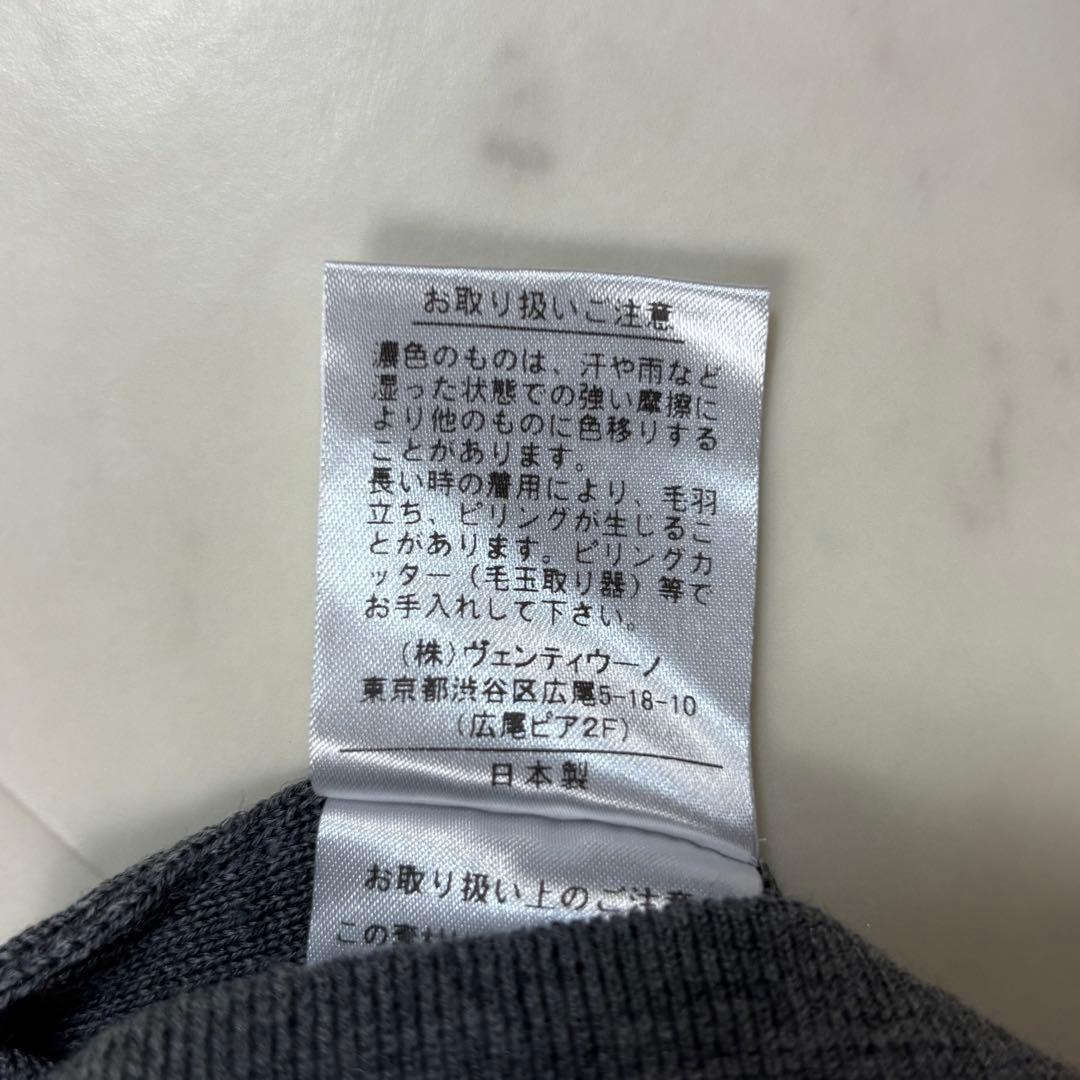 お取り扱いご注意
濃色のものは、汗や雨など
湿った状態での強い摩擦に
より他のものに色移りする
ことがあります。
長い時の着用により、毛羽
立ち、ピリングが生じるこ
とがあります。ピリングカ
ッター（毛玉取り器）等で
お手入れして下さい。
(株)ヴェンティウーノ
東京都渋谷区広尾5-18-10
(広尾ピア2F)
日本製
お取り扱い上のご注意
この素材